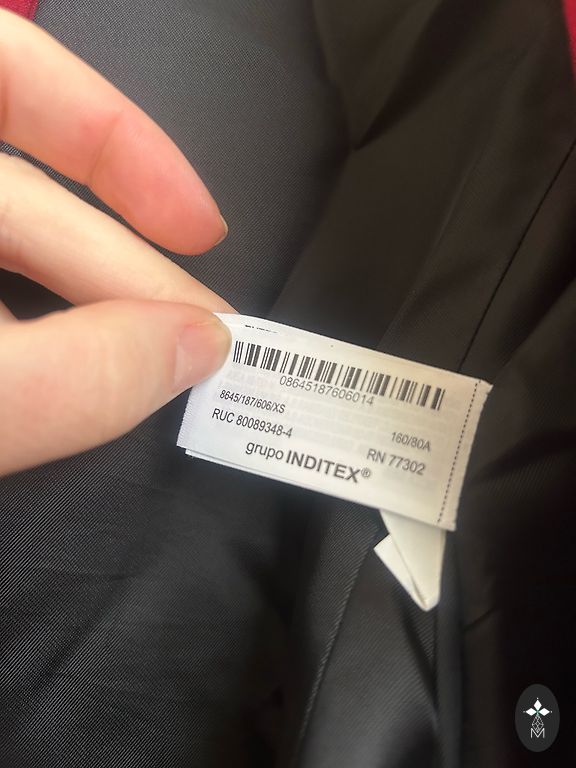 08645187606014
8645/187/606/XS
160/80A
RUC 80089348-4
RN 77302
grupo INDITEX®
M